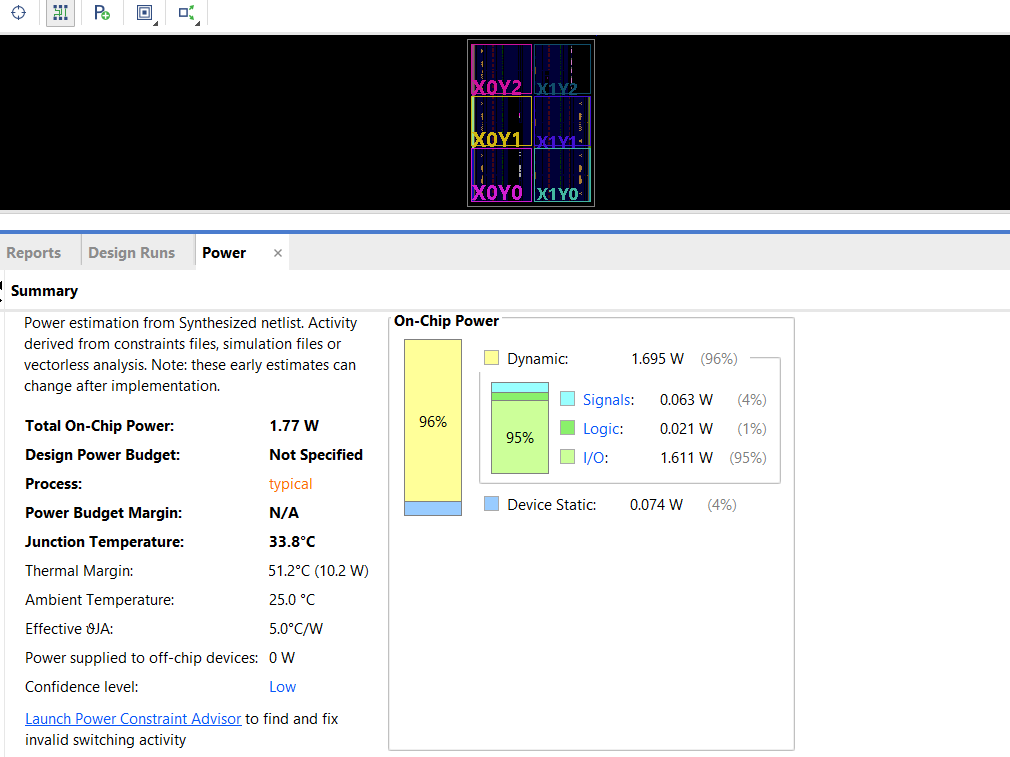 X0Y2 X1Y2
X0Y1 X1Y1
X0Y0 X1Y0
Reports Design Runs Power ×
Summary
Power estimation from Synthesized netlist. Activity
derived from constraints files, simulation files or
vectorless analysis. Note: these early estimates can
change after implementation.
Total On-Chip Power: 1.77 W
Design Power Budget: Not Specified
Process: typical
Power Budget Margin: N/A
Junction Temperature: 33.8°C
Thermal Margin: 51.2°C (10.2 W)
Ambient Temperature: 25.0 °C
Effective ϑJA: 5.0°C/W
Power supplied to off-chip devices: 0 W
Confidence level: Low
Launch Power Constraint Advisor to find and fix
invalid switching activity
On-Chip Power
96%
Dynamic: 1.695 W (96%)
95%
Signals: 0.063 W (4%)
Logic: 0.021 W (1%)
I/O: 1.611 W (95%)
Device Static: 0.074 W (4%)